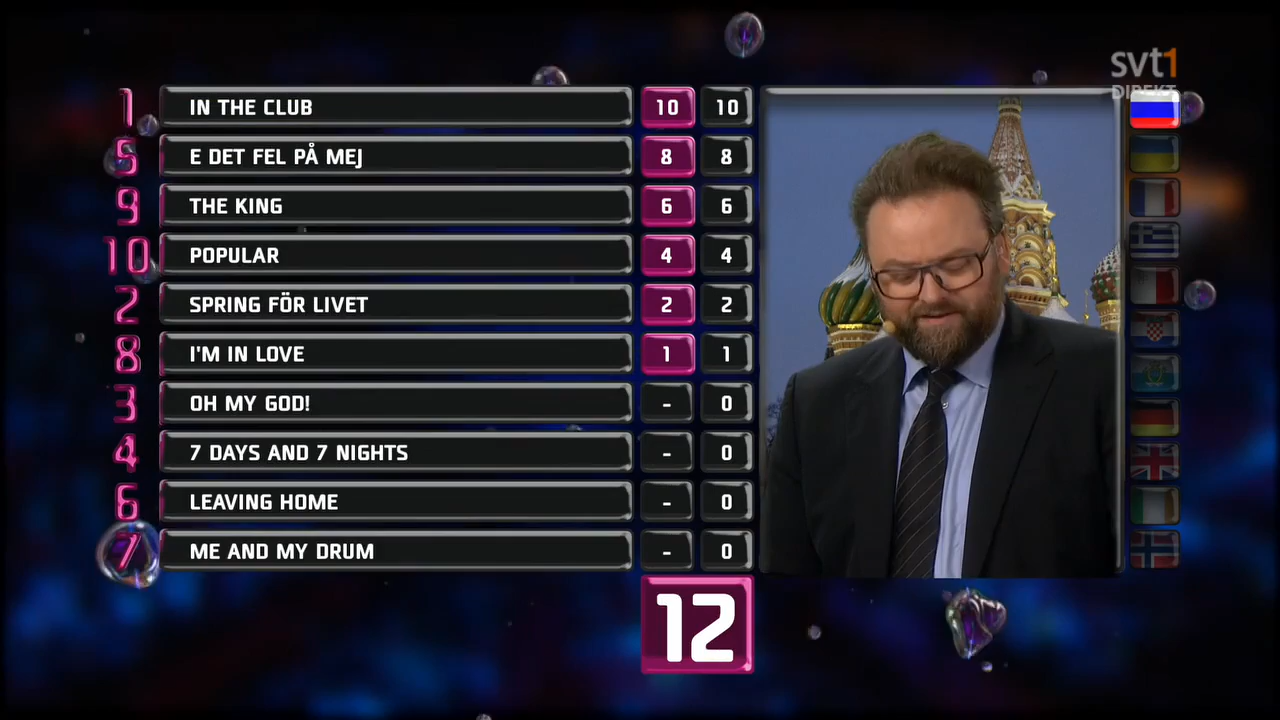 svt1
DIREKT
1 IN THE CLUB 10 10
5 E DET FEL PÅ MEJ 8 8
9 THE KING 6 6
10 POPULAR 4 4
2 SPRING FÖR LIVET 2 2
8 I'M IN LOVE 1 1
3 OH MY GOD! - 0
4 7 DAYS AND 7 NIGHTS - 0
6 LEAVING HOME - 0
7 ME AND MY DRUM - 0
12